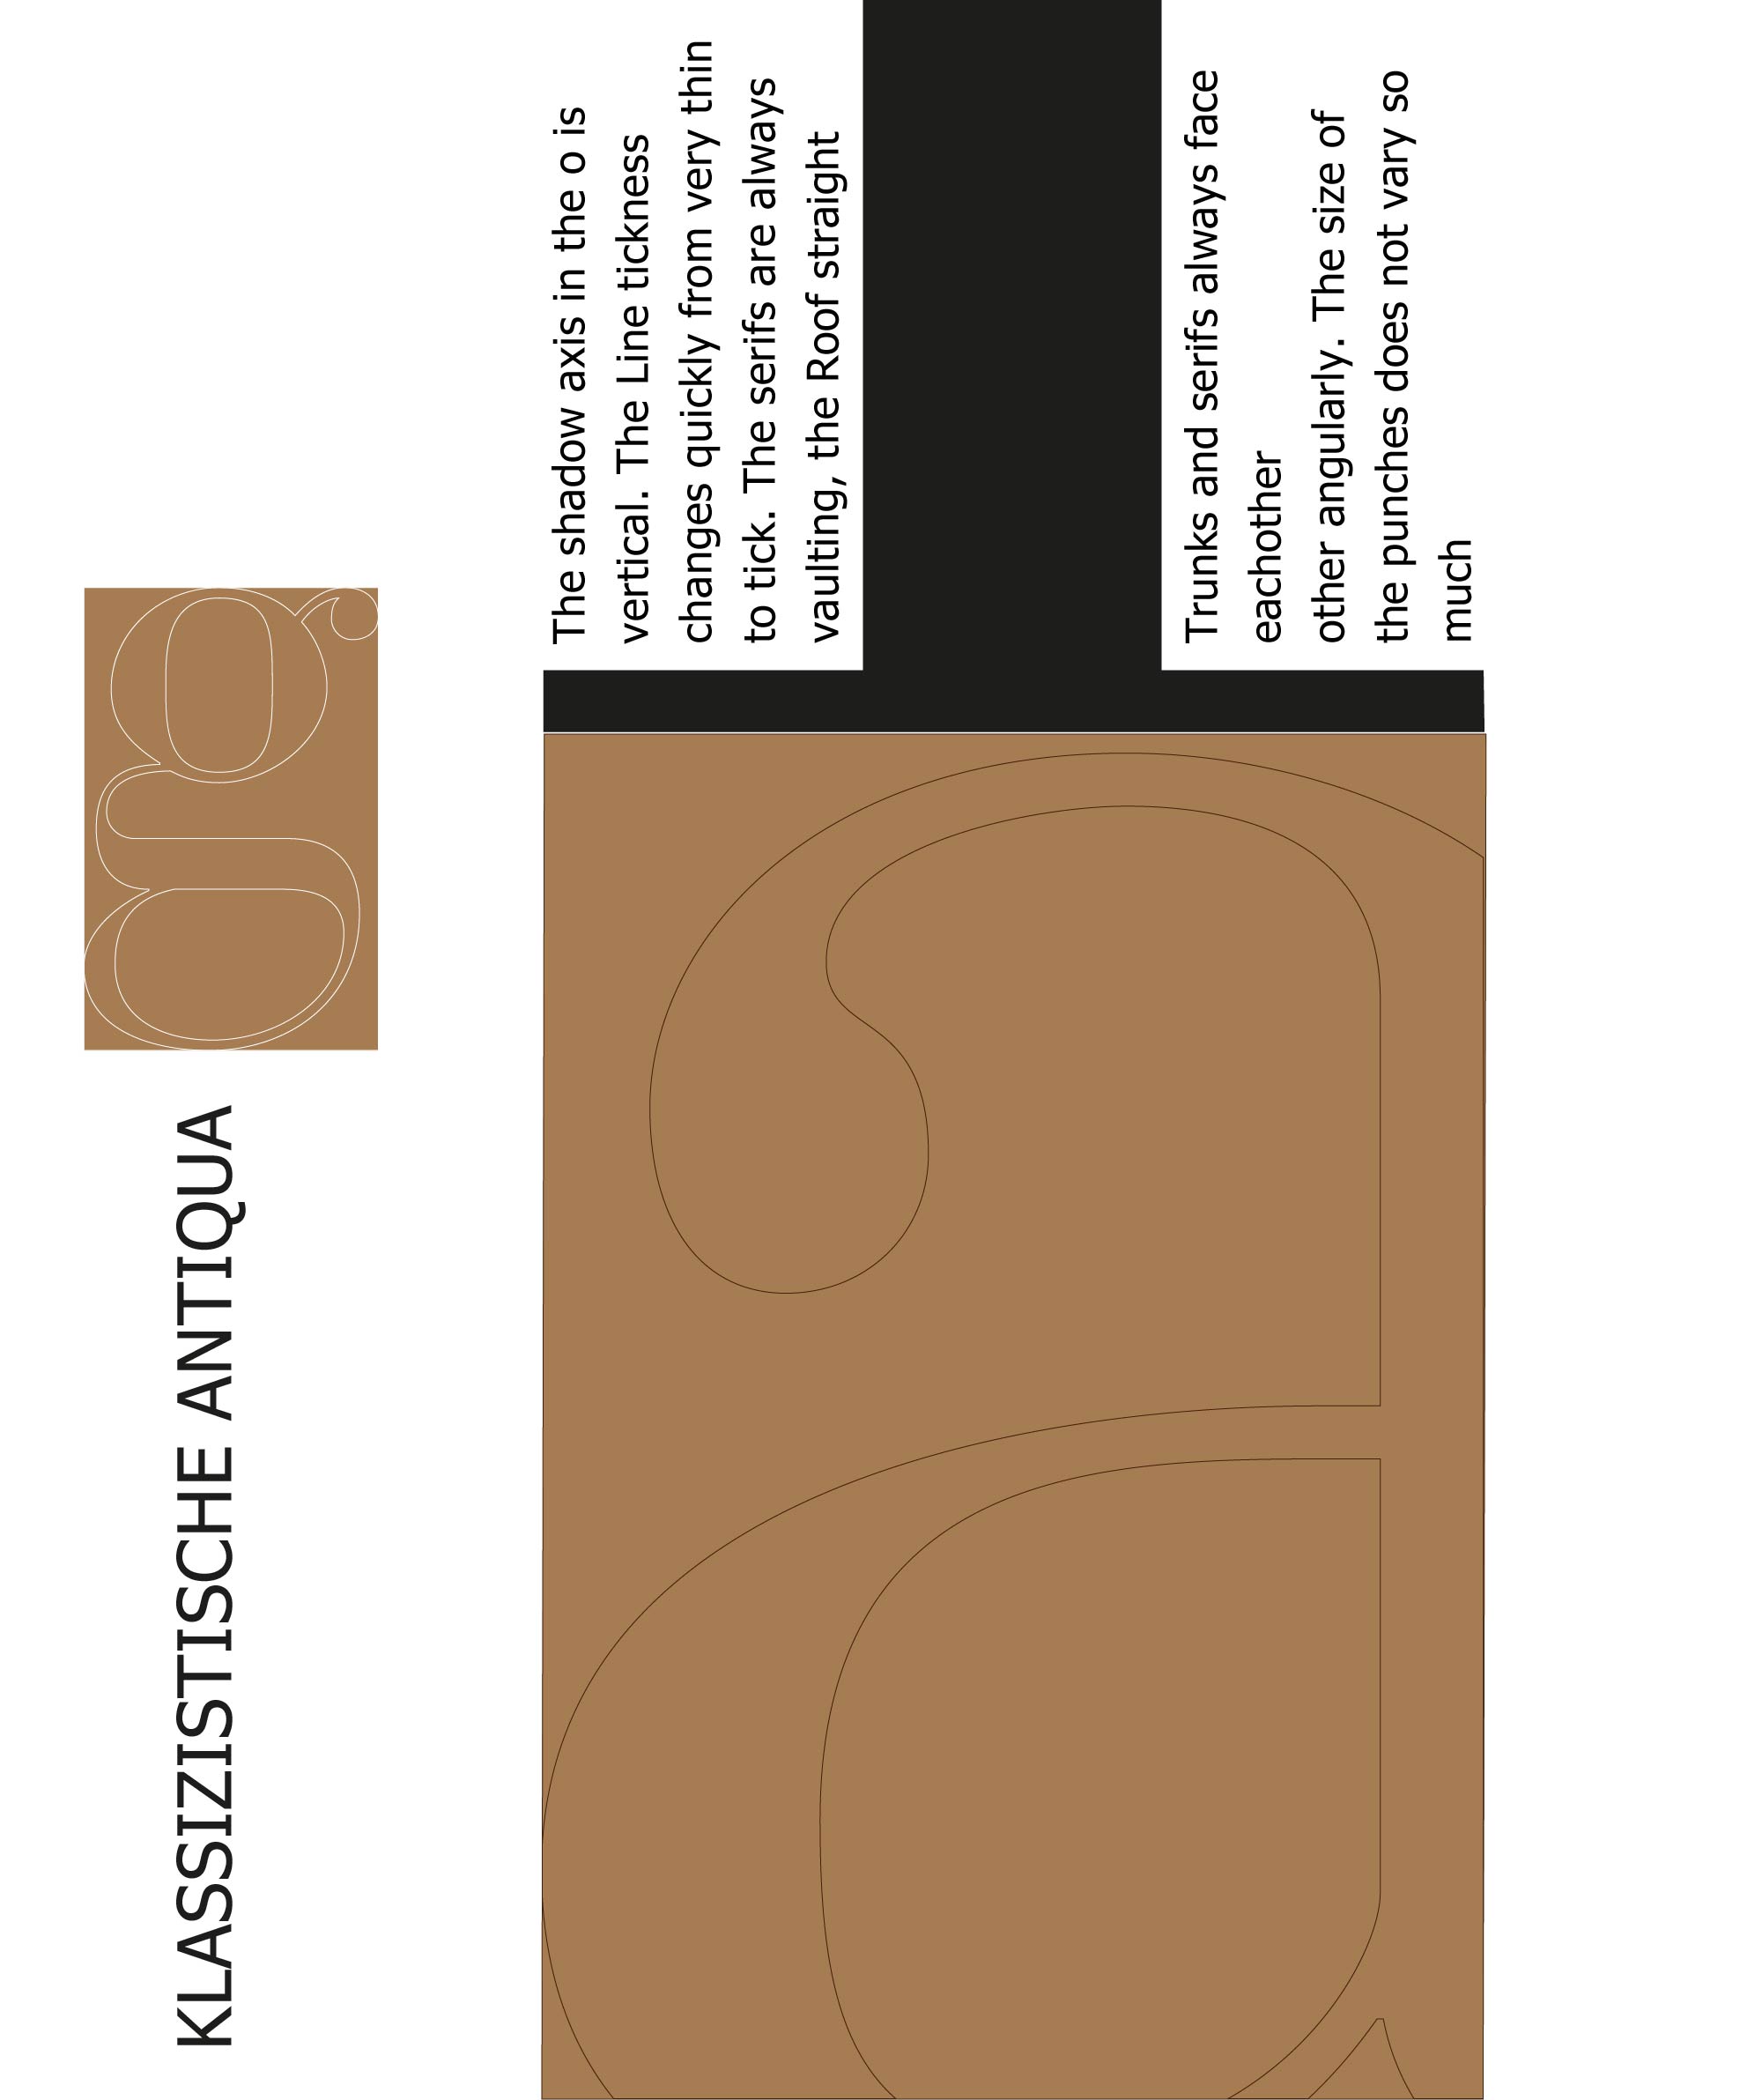 KLASSIZISTISCHE ANTIQUA
g
The shadow axis in the o is
vertical. The Line tickness
changes quickly from very thin
to tick. The serifs are always
vaulting, the Roof straight
Trunks and serifs always face
eachother
other angularly. The size of
the punches does not vary so
much
a